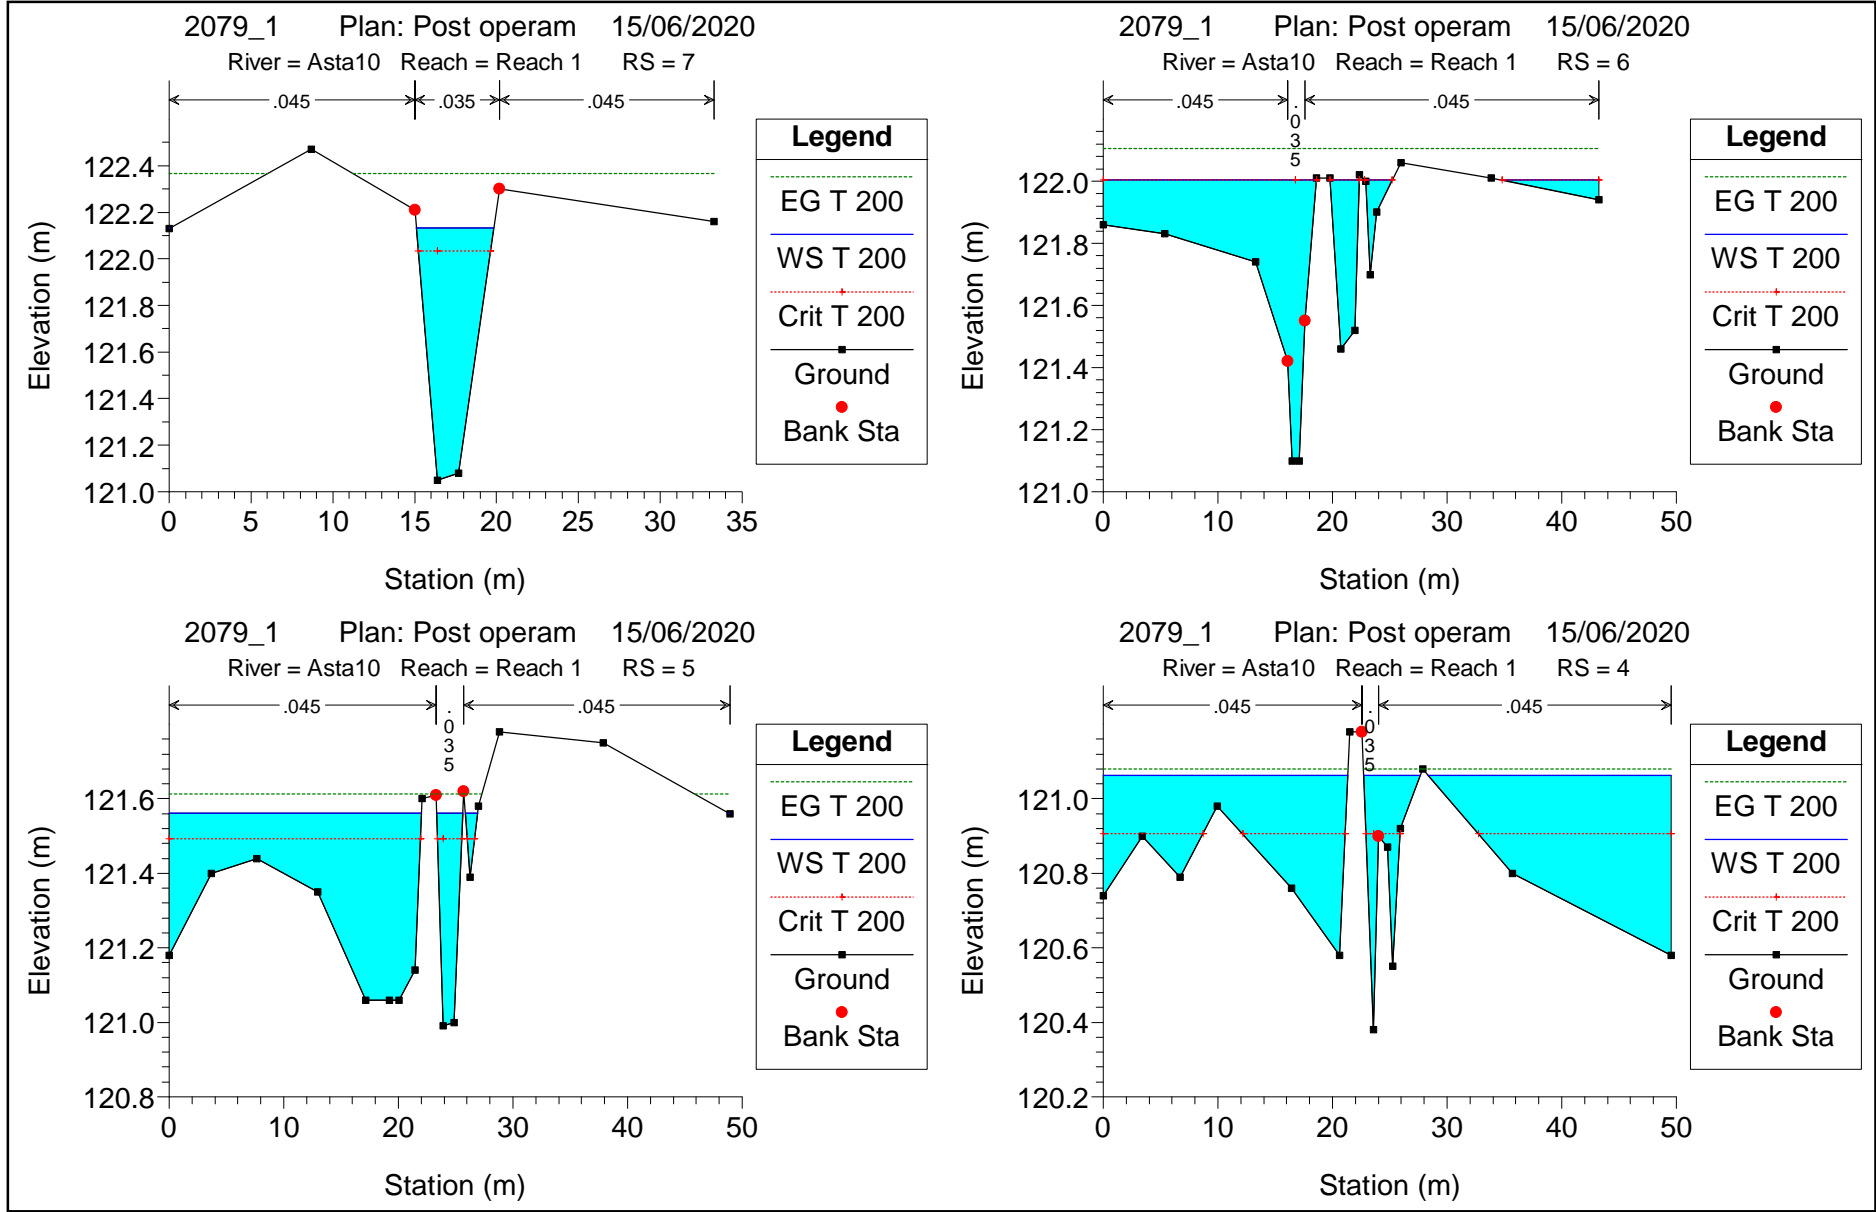 2079_1 Plan: Post operam 15/06/2020
River = Asta10 Reach = Reach 1 RS = 7
.045 .035 .045
122.4
122.2
122.0
121.8
121.6
121.4
121.2
121.0
Elevation (m)
0 5 10 15 20 25 30 35
Station (m)
Legend
EG T 200
WS T 200
Crit T 200
Ground
Bank Sta
2079_1 Plan: Post operam 15/06/2020
River = Asta10 Reach = Reach 1 RS = 6
.045 .035 .045
122.0
121.8
121.6
121.4
121.2
121.0
Elevation (m)
0 10 20 30 40 50
Station (m)
Legend
EG T 200
WS T 200
Crit T 200
Ground
Bank Sta
2079_1 Plan: Post operam 15/06/2020
River = Asta10 Reach = Reach 1 RS = 5
.045 .035 .045
121.6
121.4
121.2
121.0
120.8
Elevation (m)
0 10 20 30 40 50
Station (m)
Legend
EG T 200
WS T 200
Crit T 200
Ground
Bank Sta
2079_1 Plan: Post operam 15/06/2020
River = Asta10 Reach = Reach 1 RS = 4
.045 .035 .045
121.0
120.8
120.6
120.4
120.2
Elevation (m)
0 10 20 30 40 50
Station (m)
Legend
EG T 200
WS T 200
Crit T 200
Ground
Bank Sta